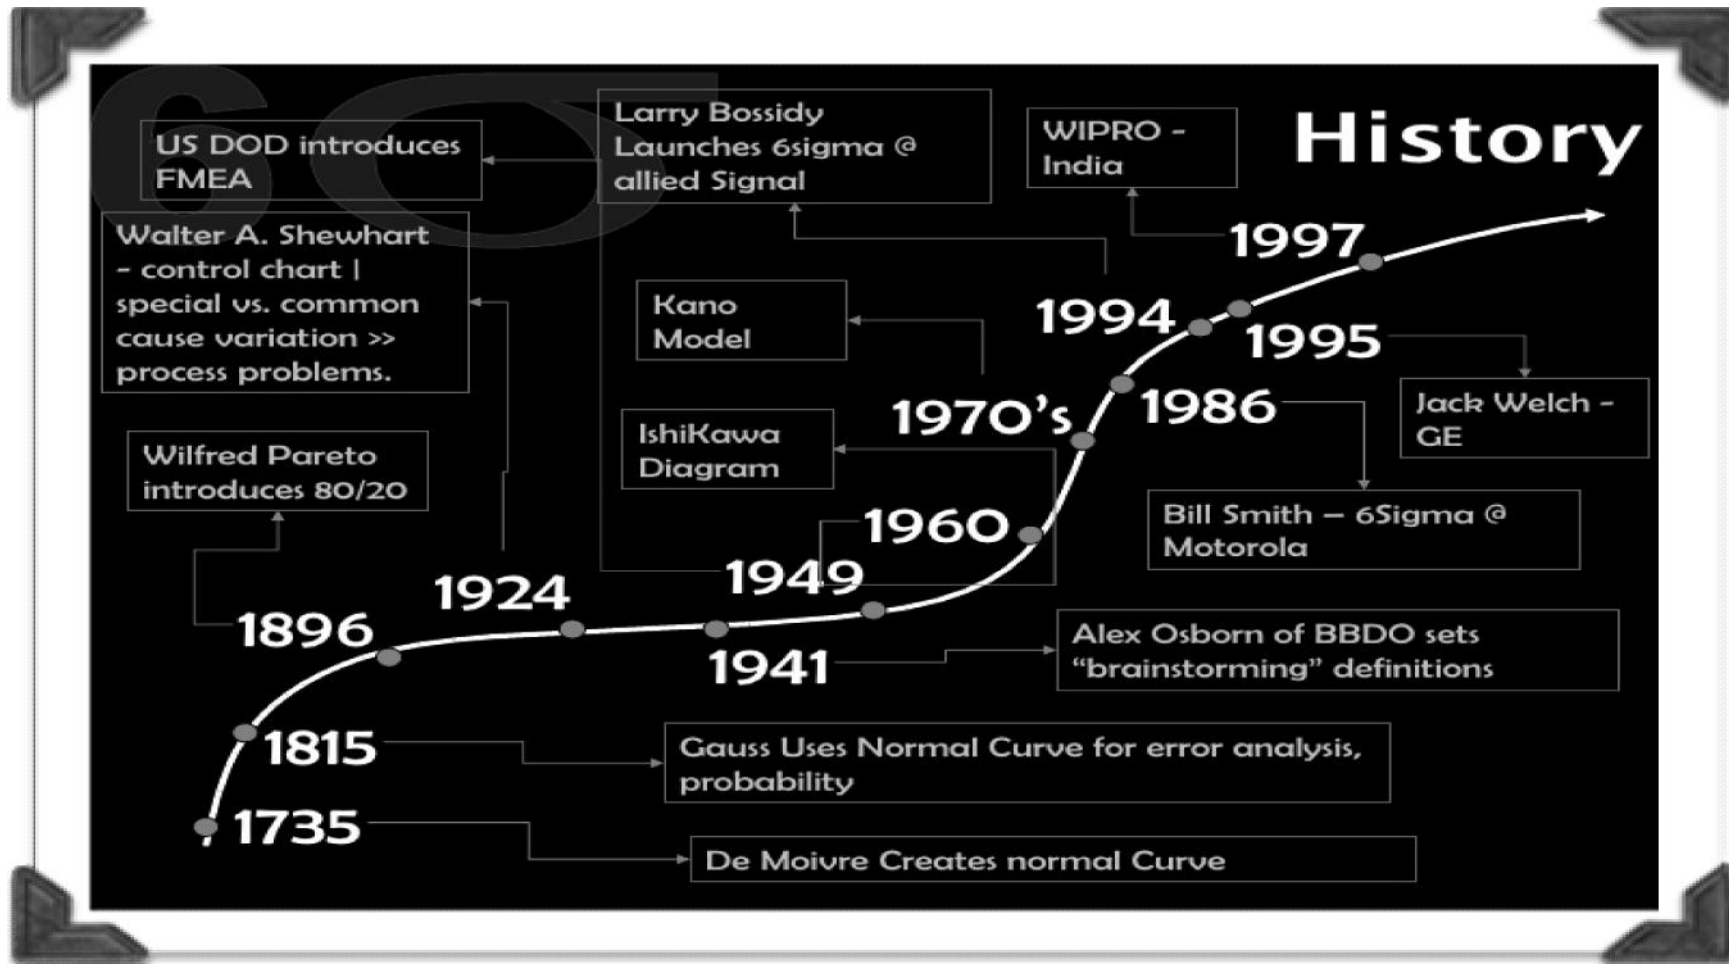 6σ
History
US DOD introduces
FMEA
Larry Bossidy
Launches 6sigma @
allied Signal
WIPRO -
India
Walter A. Shewhart
- control chart |
special vs. common
cause variation >>
process problems.
1997
Kano
Model
1994
1995
Jack Welch -
GE
1970's
1986
IshiKawa
Diagram
Wilfred Pareto
introduces 80/20
Bill Smith – 6Sigma @
Motorola
1960
1949
1924
1896
1941
Alex Osborn of BBDO sets
“brainstorming” definitions
1815
Gauss Uses Normal Curve for error analysis,
probability
1735
De Moivre Creates normal Curve